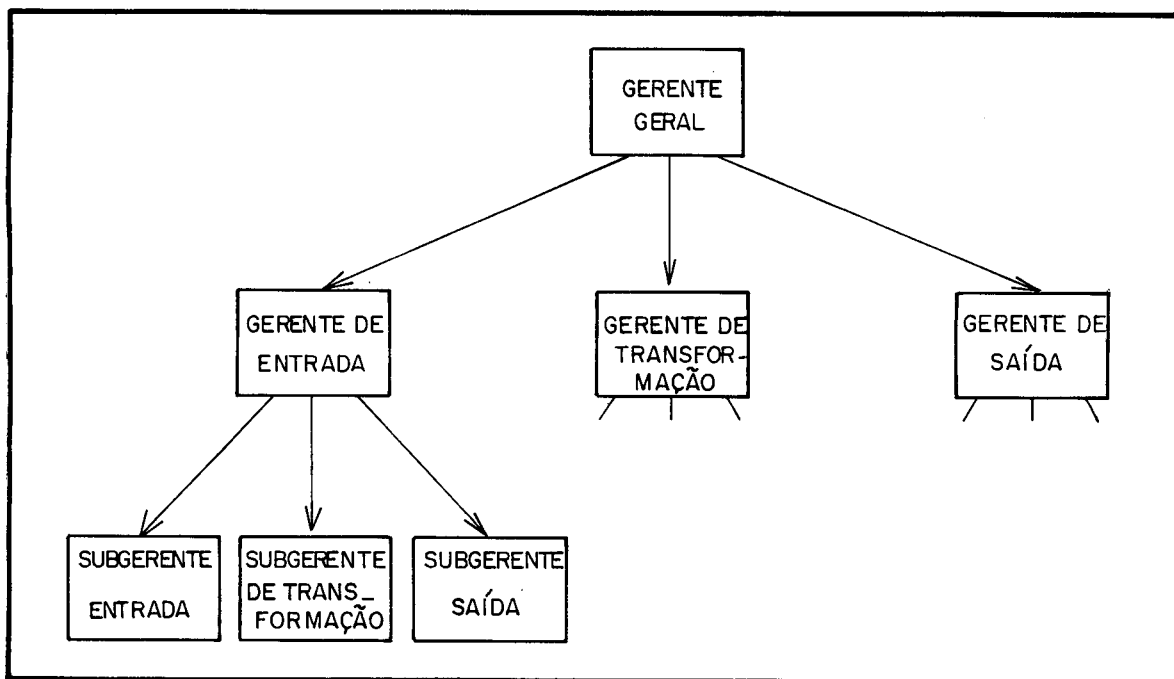 GERENTE
GERAL
GERENTE DE
ENTRADA
GERENTE DE
TRANSFOR-
MAÇÃO
GERENTE DE
SAÍDA
SUBGERENTE
ENTRADA
SUBGERENTE
DE TRANS_
FORMAÇÃO
SUBGERENTE
SAÍDA